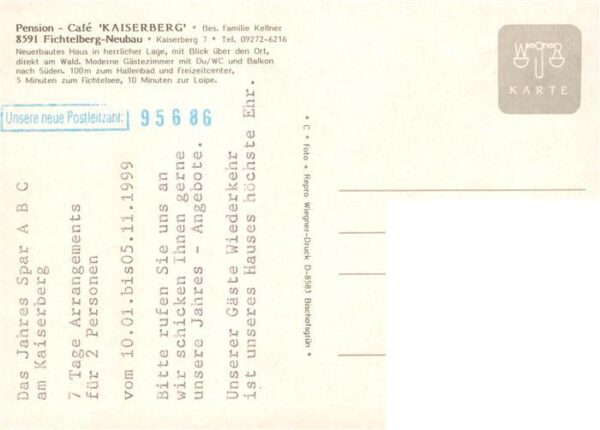 Pension - Café 'KAISERBERG' * Bes. Familie Kellner
8591 Fichtelberg-Neubau * Kaiserberg 7 * Tel. 09272-6216
Neuerbautes Haus in herrlicher Lage, mit Blick über den Ort,
direkt am Wald. Moderne Gästezimmer mit Du/WC und Balkon
nach Süden. 100m zum Hallenbad und Freizeitcenter,
5 Minuten zum Fichtelsee, 10 Minuten zur Loipe.
Unsere neue Postleitzahl: 95686
Das Jahres Spar A B C
am Kaiserberg
7 Tage Arrangements
für 2 Personen
vom 10.01.bis05.11.1999
Bitte rufen Sie uns an
wir schicken Ihnen gerne
unsere Jahres - Angebote.
Unserer Gäste Wiederkehr
ist unseres Hauses höchste Ehr.
* C * Foto + Repro Wiegner-Druck D-8583 Bischofsgrün *
WIEGNER
KARTE